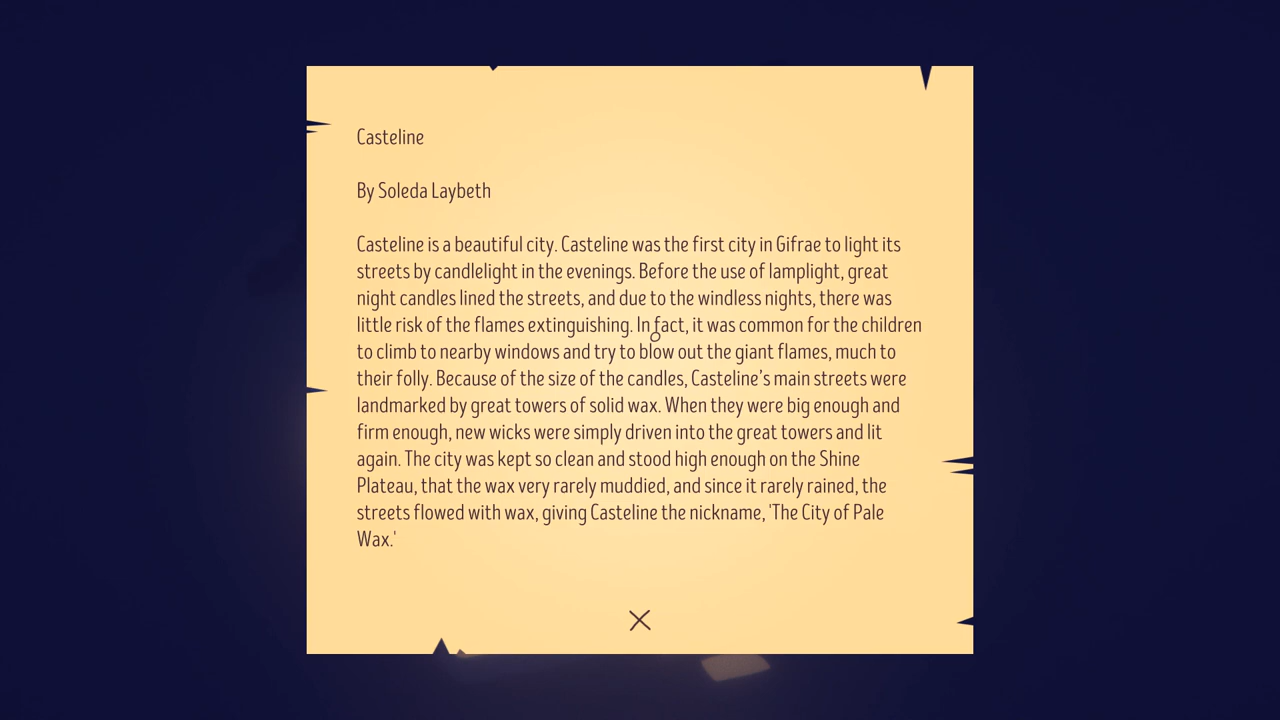 Casteline
By Soleda Laybeth
Casteline is a beautiful city. Casteline was the first city in Gifrae to light its
streets by candlelight in the evenings. Before the use of lamplight, great
night candles lined the streets, and due to the windless nights, there was
little risk of the flames extinguishing. In fact, it was common for the children
to climb to nearby windows and try to blow out the giant flames, much to
their folly. Because of the size of the candles, Casteline’s main streets were
landmarked by great towers of solid wax. When they were big enough and
firm enough, new wicks were simply driven into the great towers and lit
again. The city was kept so clean and stood high enough on the Shine
Plateau, that the wax very rarely muddied, and since it rarely rained, the
streets flowed with wax, giving Casteline the nickname, 'The City of Pale
Wax.'